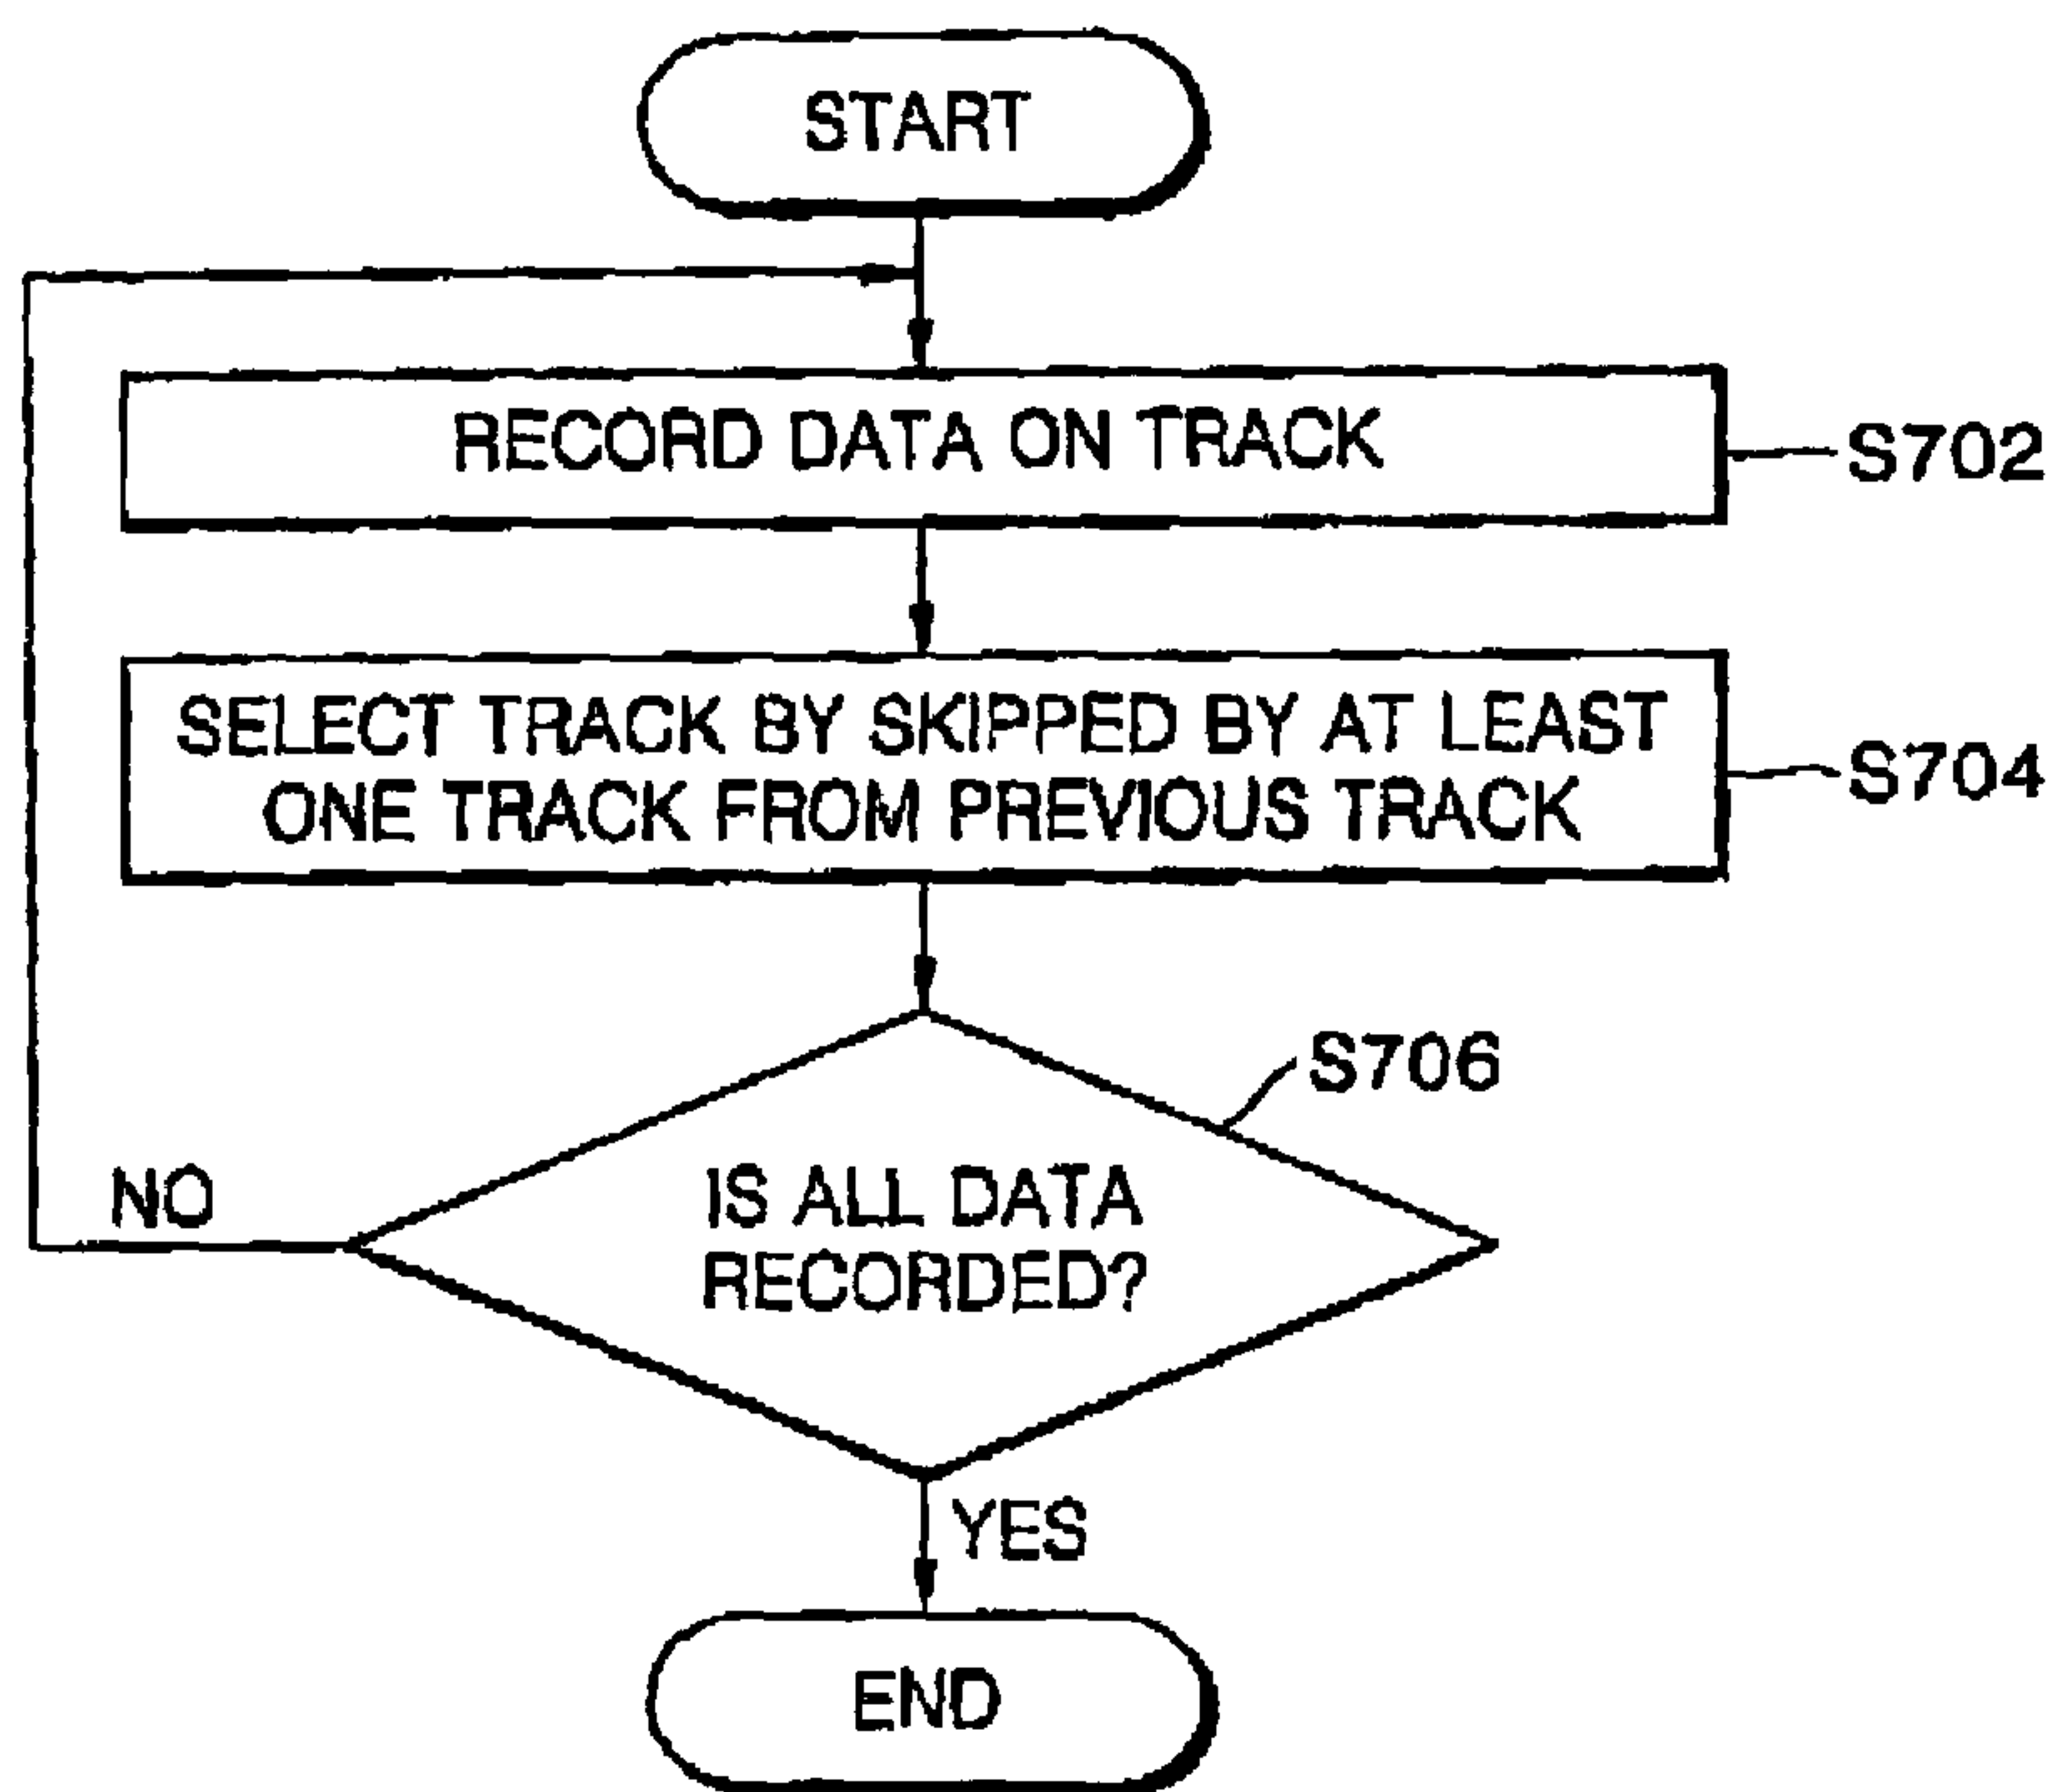 START
RECORD DATA ON TRACK
S702
SELECT TRACK BY SKIPPED BY AT LEAST
ONE TRACK FROM PREVIOUS TRACK
S704
S706
IS ALL DATA
RECORDED?
NO
YES
END